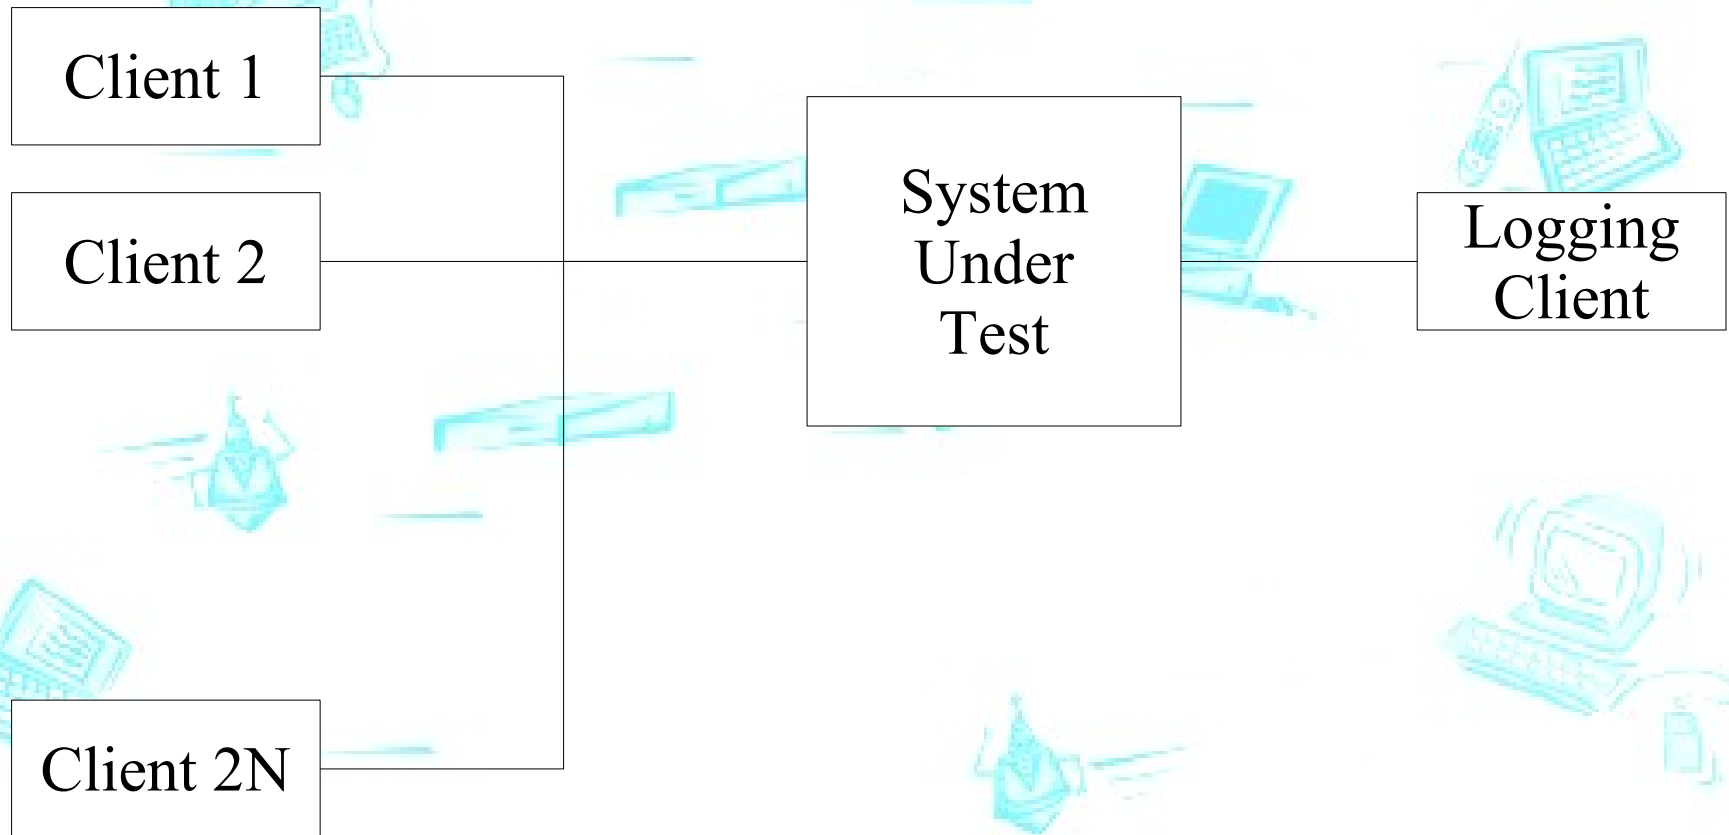 Client 1
Client 2
Client 2N
System
Under
Test
Logging
Client